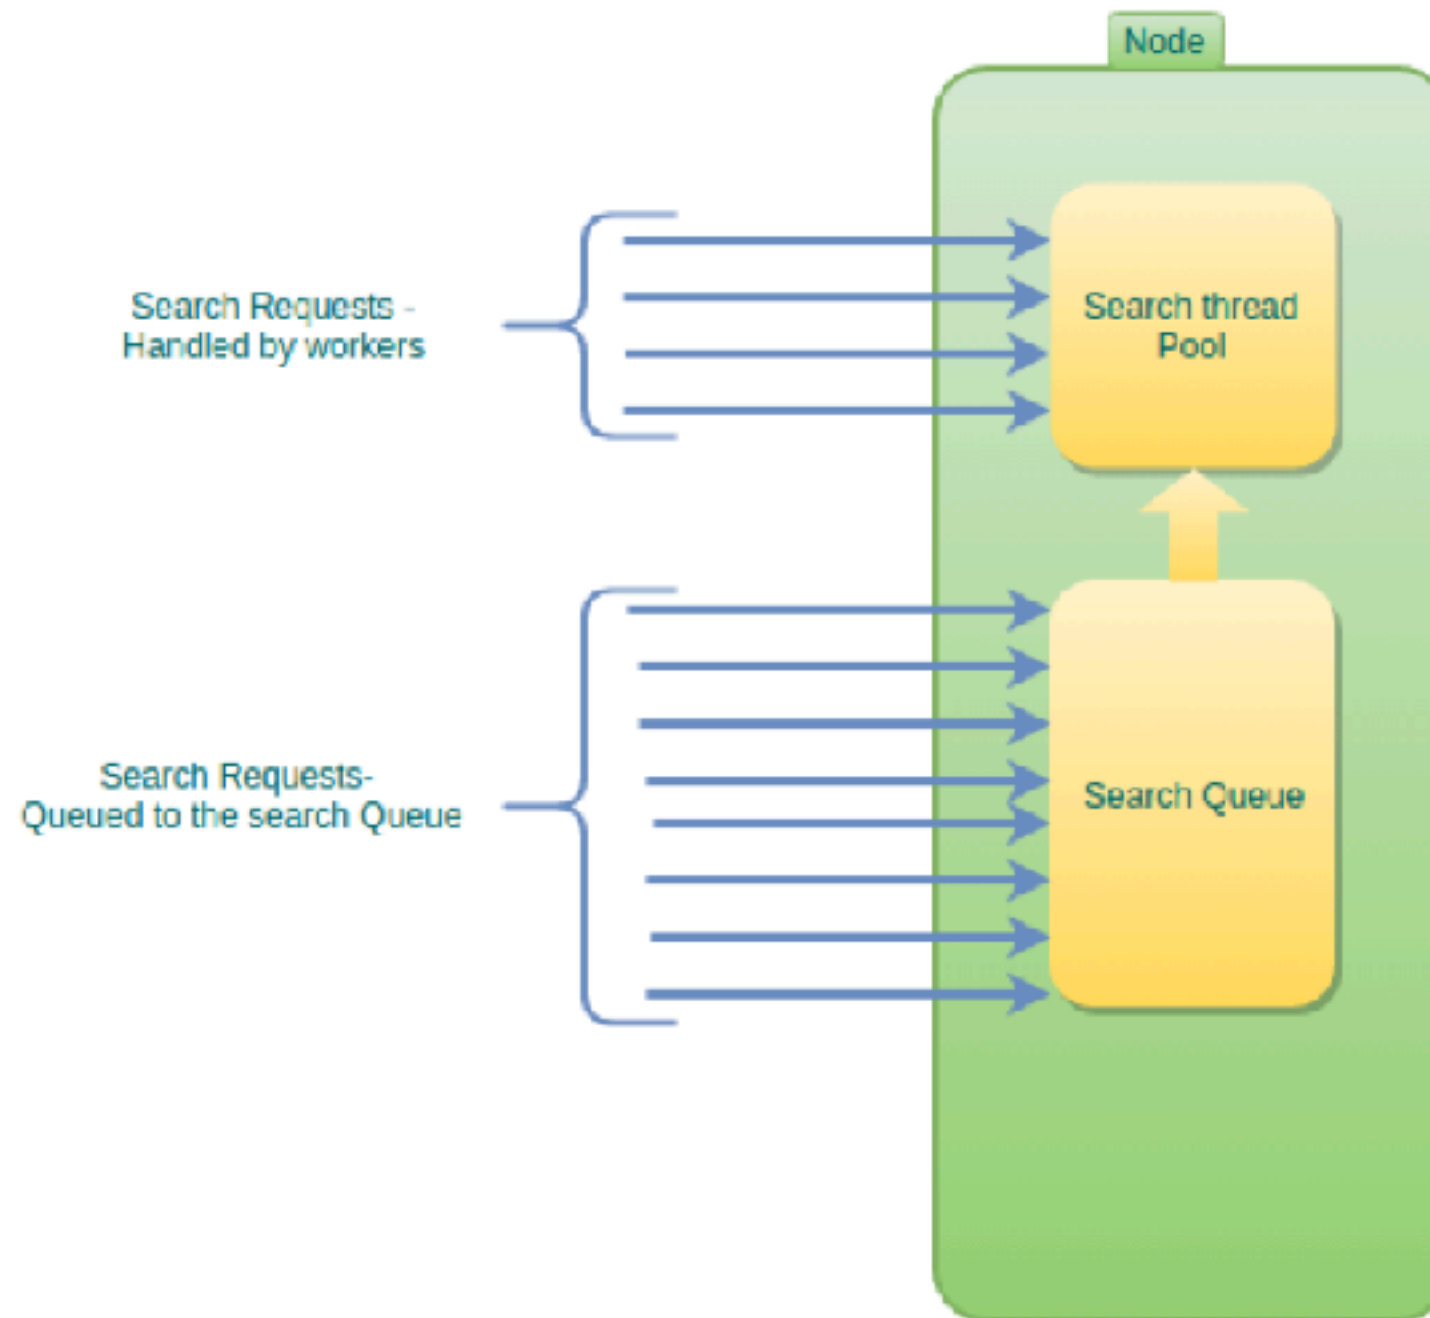 Node
Search Requests -
Handled by workers
Search thread
Pool
Search Requests-
Queued to the search Queue
Search Queue